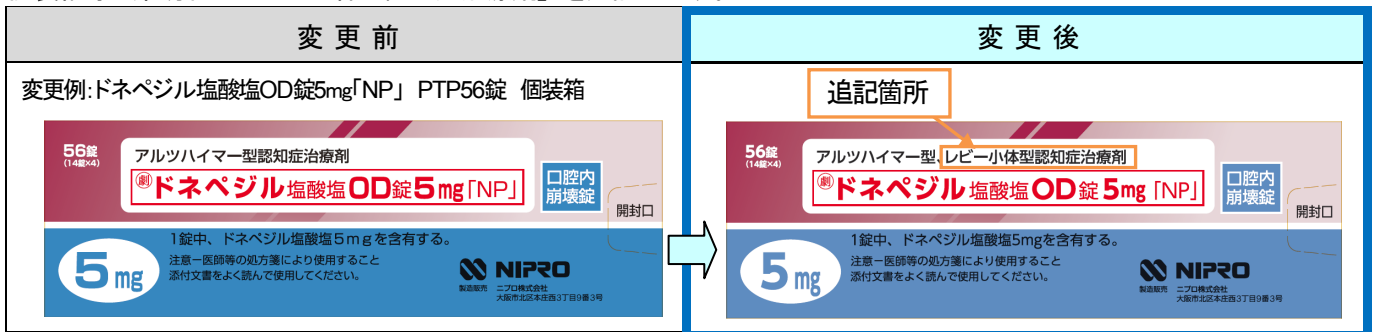 変更前
変更後
変更例:ドネペジル塩酸塩OD錠5mg「NP」 PTP56錠 個装箱
56錠
(14錠×4)
アルツハイマー型認知症治療剤
劇ドネペジル塩酸塩OD錠5mg「NP」
口腔内
崩壊錠
開封口
5mg
1錠中、ドネペジル塩酸塩5mgを含有する。
注意-医師等の処方箋により使用すること
添付文書をよく読んで使用してください。
NIPRO
製造販売 ニプロ株式会社
大阪市北区本庄西3丁目9番3号
追記箇所
56錠
(14錠×4)
アルツハイマー型、レビー小体型認知症治療剤
劇ドネペジル塩酸塩OD錠5mg「NP」
口腔内
崩壊錠
開封口
5mg
1錠中、ドネペジル塩酸塩5mgを含有する。
注意-医師等の処方箋により使用すること
添付文書をよく読んで使用してください。
NIPRO
製造販売 ニプロ株式会社
大阪市北区本庄西3丁目9番3号